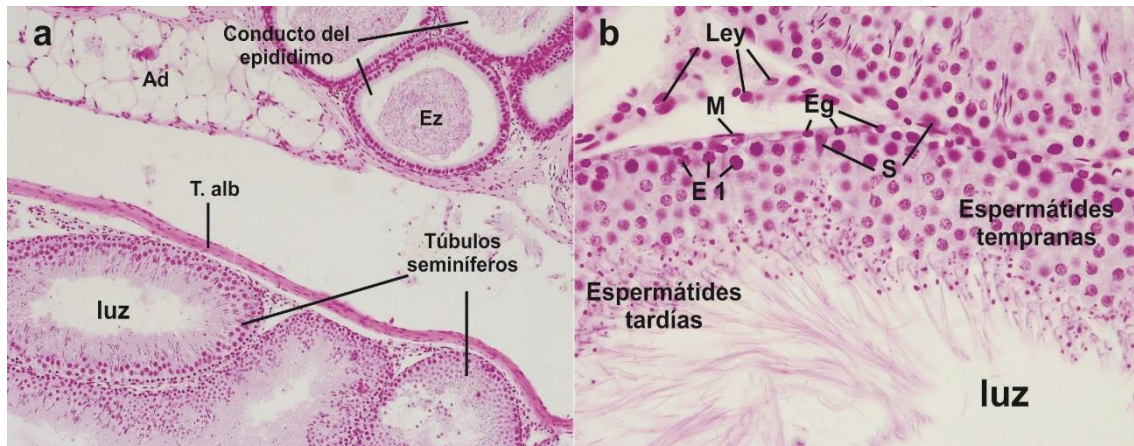 a
Conducto del
epidídimo
Ad
Ez
T. alb
Túbulos
seminíferos
luz
b
Ley
M
Eg
S
E 1
Espermátides
tempranas
Espermátides
tardías
luz